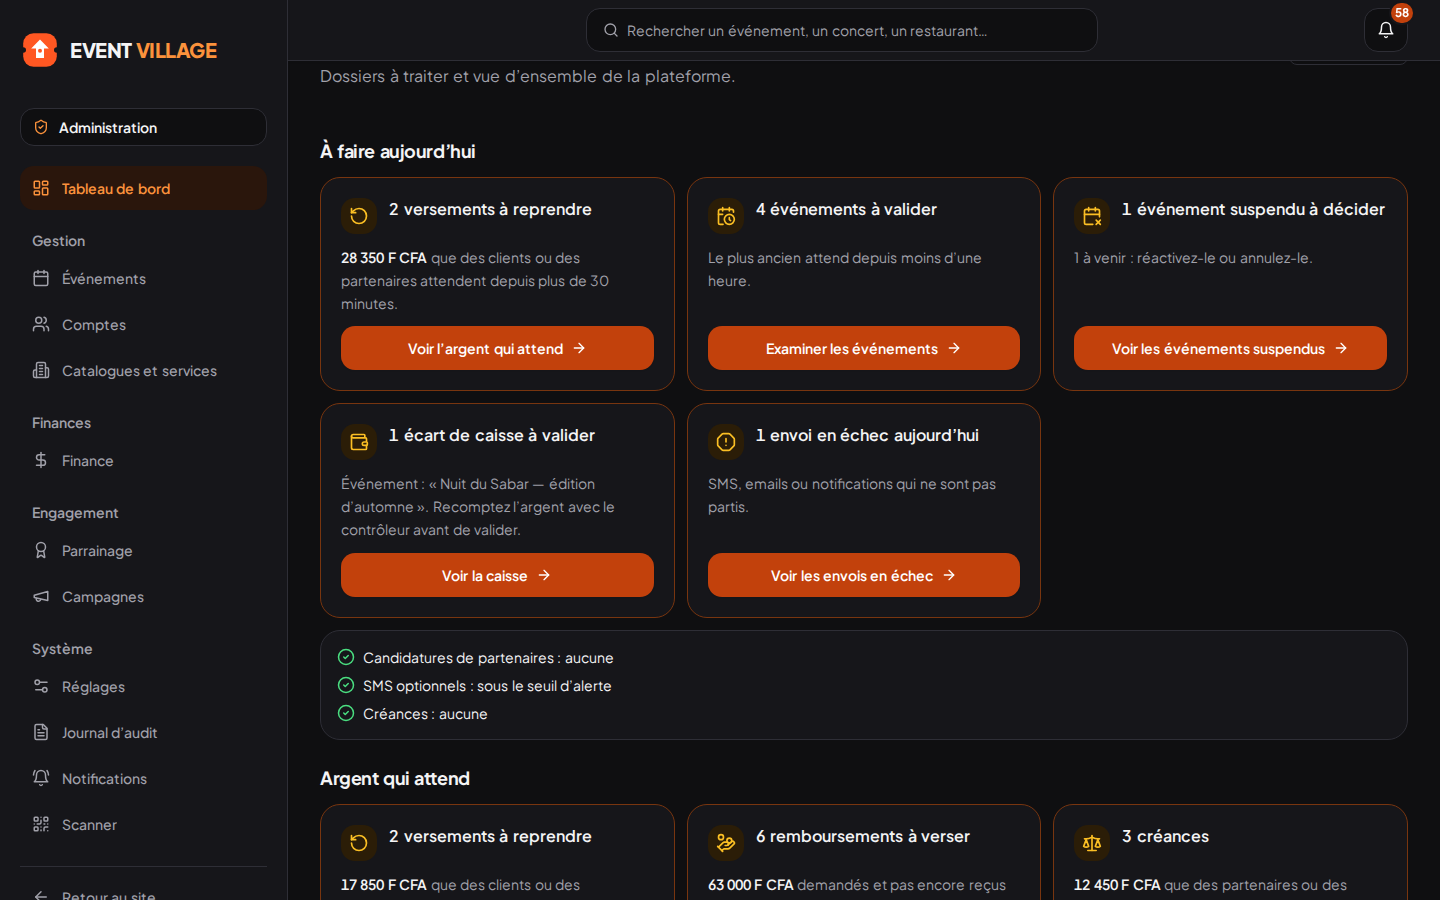 EVENT VILLAGE
Rechercher un événement, un concert, un restaurant…
58
Administration
Tableau de bord
Gestion
Événements
Comptes
Catalogues et services
Finances
Finance
Engagement
Parrainage
Campagnes
Système
Réglages
Journal d’audit
Notifications
Scanner
Retour au site
Dossiers à traiter et vue d’ensemble de la plateforme.
À faire aujourd’hui
2 versements à reprendre
28 350 F CFA que des clients ou des
partenaires attendent depuis plus de 30
minutes.
Voir l’argent qui attend
4 événements à valider
Le plus ancien attend depuis moins d’une
heure.
Examiner les événements
1 événement suspendu à décider
1 à venir : réactivez-le ou annulez-le.
Voir les événements suspendus
1 écart de caisse à valider
Événement : « Nuit du Sabar — édition
d’automne ». Recomptez l’argent avec le
contrôleur avant de valider.
Voir la caisse
1 envoi en échec aujourd’hui
SMS, emails ou notifications qui ne sont pas
partis.
Voir les envois en échec
Candidatures de partenaires : aucune
SMS optionnels : sous le seuil d’alerte
Créances : aucune
Argent qui attend
2 versements à reprendre
17 850 F CFA que des clients ou des
6 remboursements à verser
63 000 F CFA demandés et pas encore reçus
3 créances
12 450 F CFA que des partenaires ou des